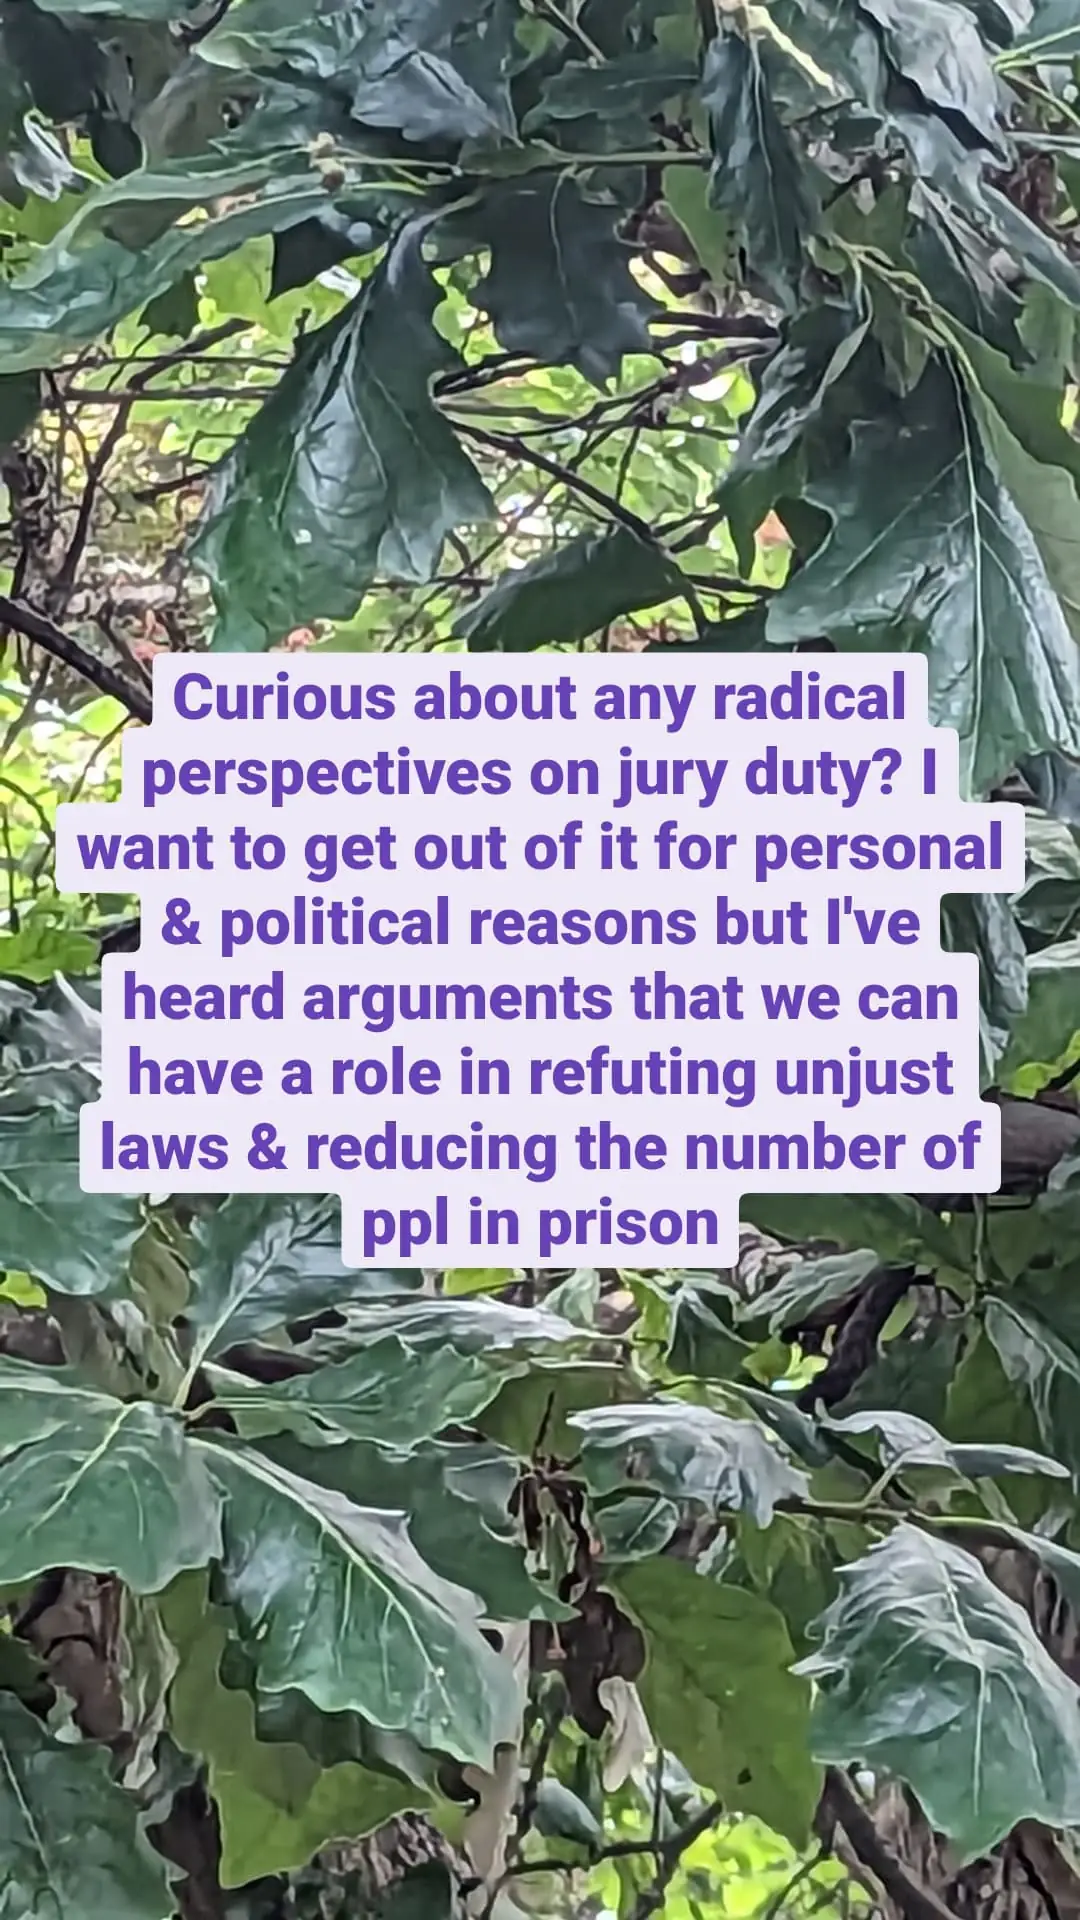 Curious about any radical
perspectives on jury duty? I
want to get out of it for personal
& political reasons but I've
heard arguments that we can
have a role in refuting unjust
laws & reducing the number of
ppl in prison